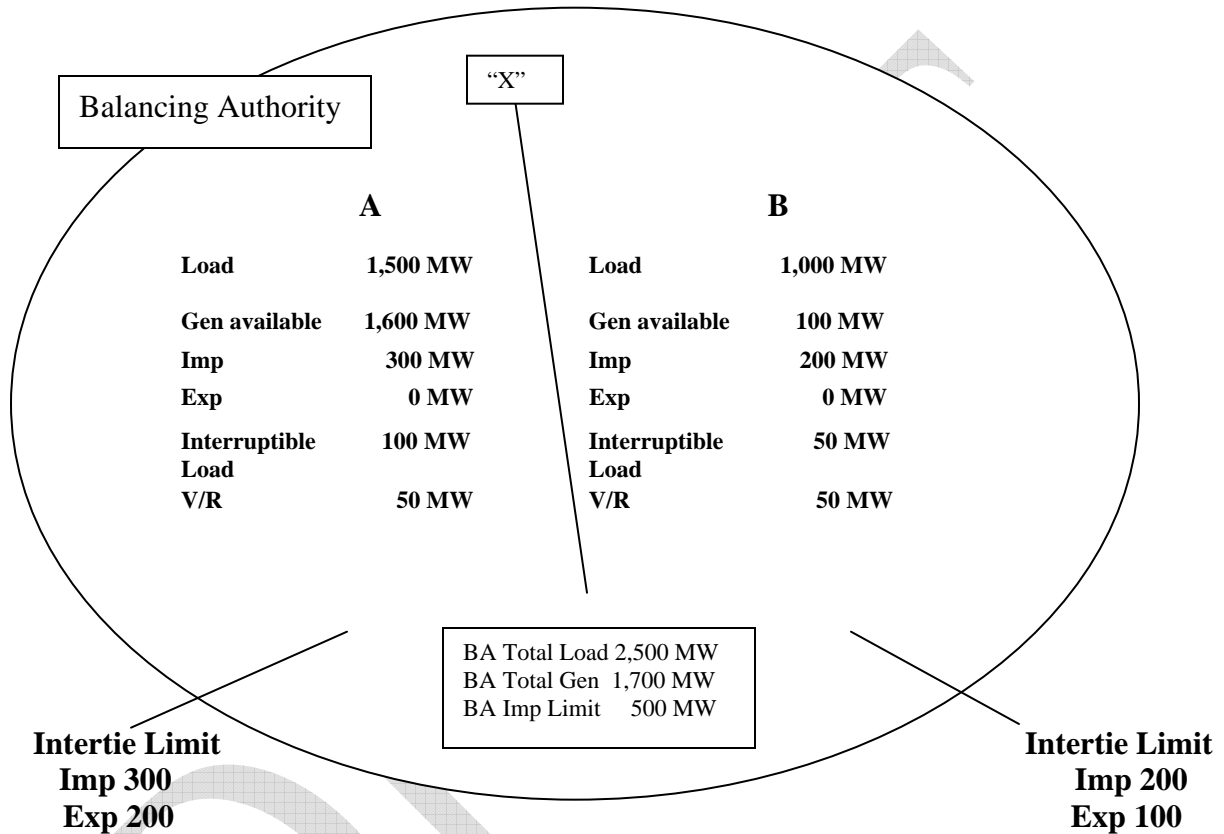 “X”
Balancing Authority
A
Load 1,500 MW
Gen available 1,600 MW
Imp 300 MW
Exp 0 MW
Interruptible 100 MW
Load
V/R 50 MW
B
Load 1,000 MW
Gen available 100 MW
Imp 200 MW
Exp 0 MW
Interruptible 50 MW
Load
V/R 50 MW
BA Total Load 2,500 MW
BA Total Gen 1,700 MW
BA Imp Limit 500 MW
Intertie Limit
Imp 300
Exp 200
Intertie Limit
Imp 200
Exp 100